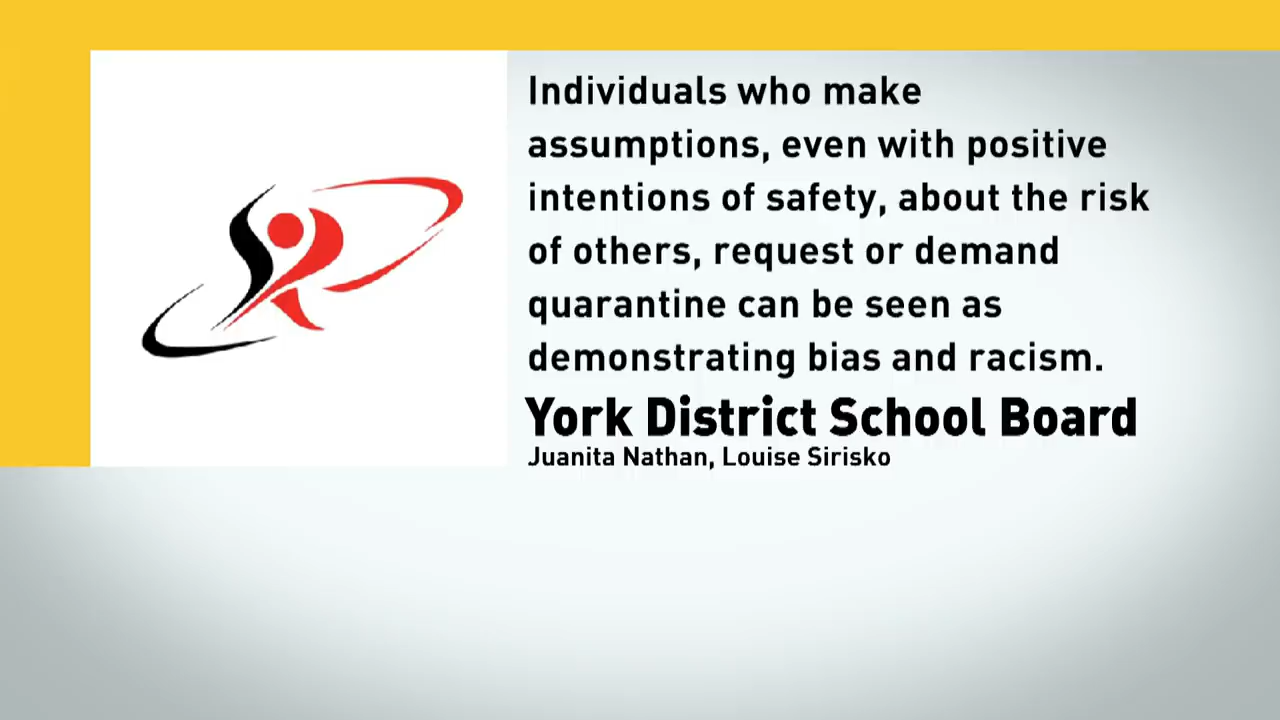 Individuals who make
assumptions, even with positive
intentions of safety, about the risk
of others, request or demand
quarantine can be seen as
demonstrating bias and racism.
York District School Board
Juanita Nathan, Louise Sirisko